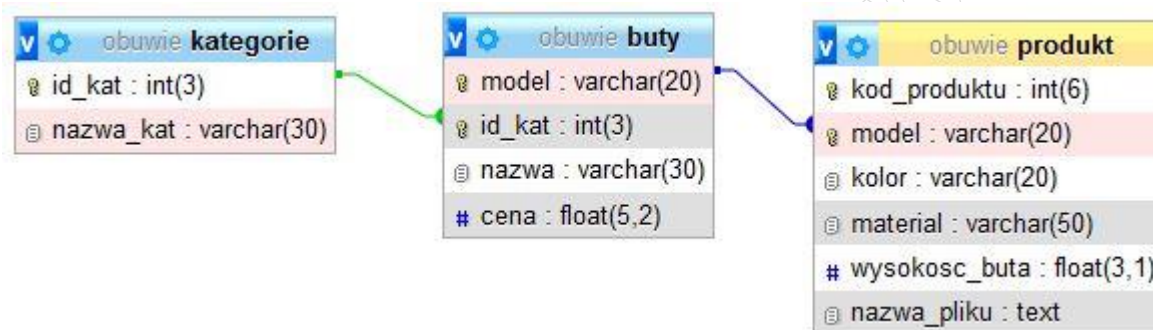 v obuwie kategorie
id_kat : int(3)
nazwa_kat : varchar(30)
v obuwie buty
model : varchar(20)
id_kat : int(3)
nazwa : varchar(30)
# cena : float(5,2)
v obuwie produkt
kod_produktu : int(6)
model : varchar(20)
kolor : varchar(20)
material : varchar(50)
# wysokosc_buta : float(3,1)
nazwa_pliku : text